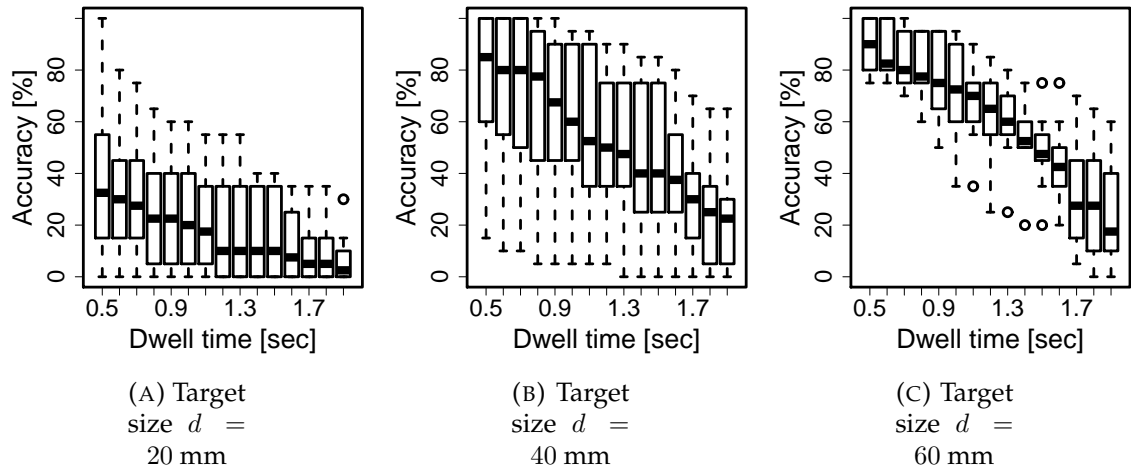 Accuracy [%]
0 20 40 60 80
0.5 0.9 1.3 1.7
Dwell time [sec]
(A) Target
size d =
20 mm
Accuracy [%]
0 20 40 60 80
0.5 0.9 1.3 1.7
Dwell time [sec]
(B) Target
size d =
40 mm
Accuracy [%]
0 20 40 60 80
0.5 0.9 1.3 1.7
Dwell time [sec]
(C) Target
size d =
60 mm